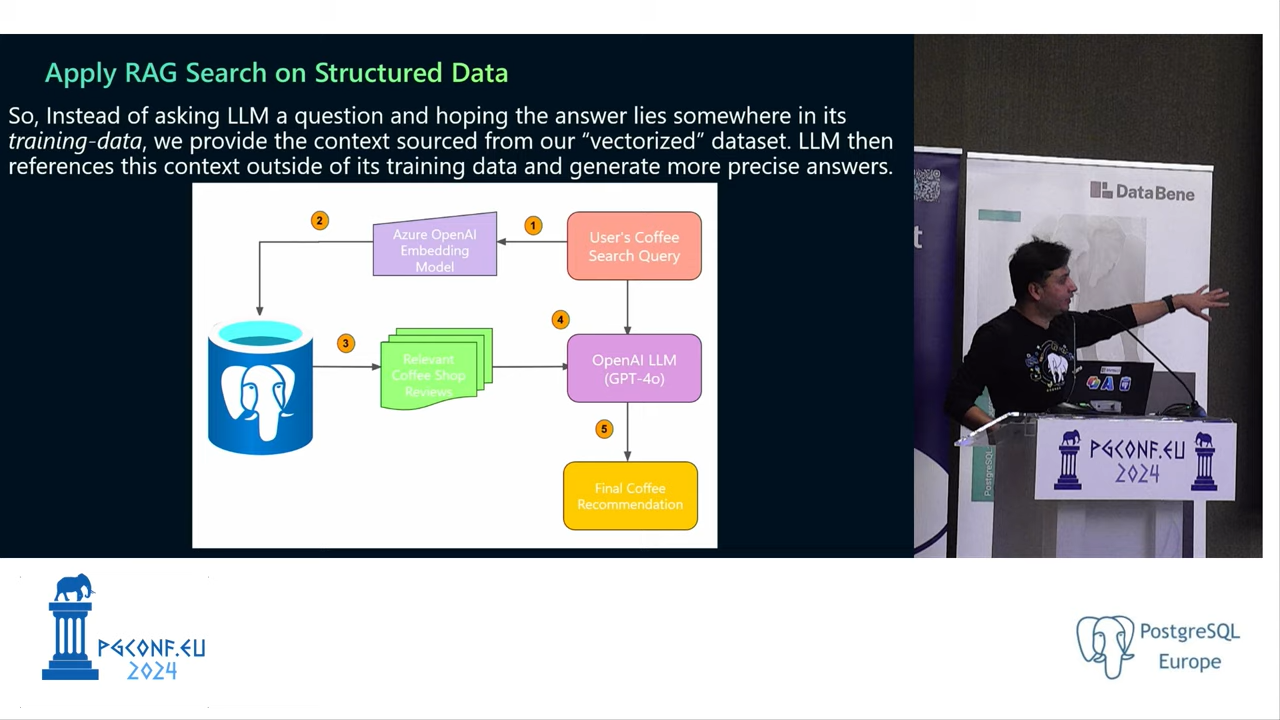 Apply RAG Search on Structured Data
So, Instead of asking LLM a question and hoping the answer lies somewhere in its
training-data, we provide the context sourced from our “vectorized” dataset. LLM then
references this context outside of its training data and generate more precise answers.
2
Azure OpenAI
Embedding
Model
1
User's Coffee
Search Query
3
Relevant
Coffee Shop
Reviews
4
OpenAI LLM
(GPT-4o)
5
Final Coffee
Recommendation
DataBene
PostgreSQL
PGCONF.EU
2024
PGCONF.EU
2024
PostgreSQL
Europe